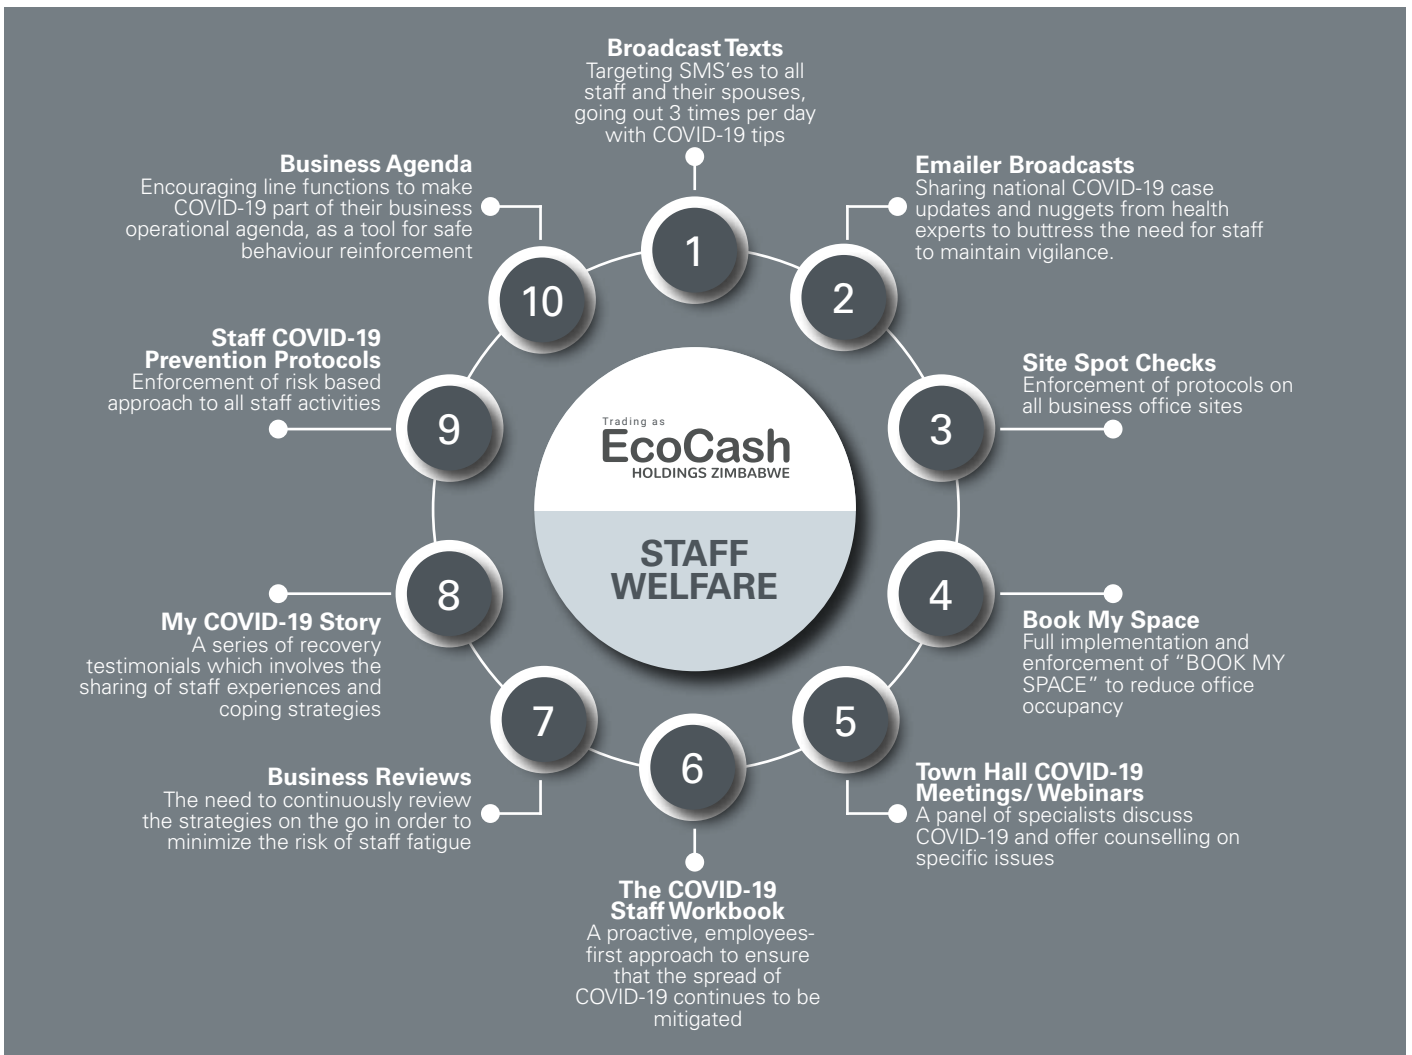 Broadcast Texts
Targeting SMS'es to all
staff and their spouses,
going out 3 times per day
with COVID-19 tips
1
Emailer Broadcasts
Sharing national COVID-19 case
updates and nuggets from health
experts to buttress the need for staff
to maintain vigilance.
2
Site Spot Checks
Enforcement of protocols on
all business office sites
3
4
Book My Space
Full implementation and
enforcement of “BOOK MY
SPACE” to reduce office
occupancy
5
Town Hall COVID-19
Meetings/ Webinars
A panel of specialists discuss
COVID-19 and offer counselling on
specific issues
6
The COVID-19
Staff Workbook
A proactive, employees-
first approach to ensure
that the spread of
COVID-19 continues to be
mitigated
7
Business Reviews
The need to continuously review
the strategies on the go in order to
minimize the risk of staff fatigue
8
My COVID-19 Story
A series of recovery
testimonials which involves the
sharing of staff experiences and
coping strategies
Staff COVID-19
Prevention Protocols
Enforcement of risk based
approach to all staff activities
9
Business Agenda
Encouraging line functions to make
COVID-19 part of their business
operational agenda, as a tool for safe
behaviour reinforcement
10
Trading as
EcoCash
HOLDINGS ZIMBABWE
STAFF
WELFARE